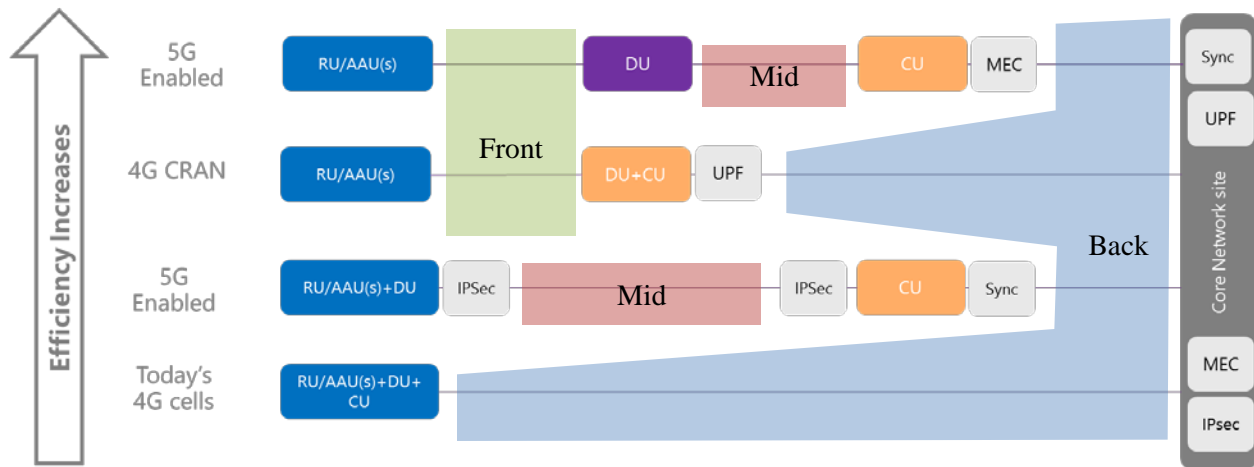 Efficiency Increases
5G
Enabled
RU/AAU(s)
DU
Mid
CU
MEC
Front
4G CRAN
RU/AAU(s)
DU+CU
UPF
5G
Enabled
RU/AAU(s)+DU
IPSec
Mid
IPSec
CU
Sync
Today's
4G cells
RU/AAU(s)+DU+
CU
Back
Sync
UPF
Core Network site
MEC
IPsec